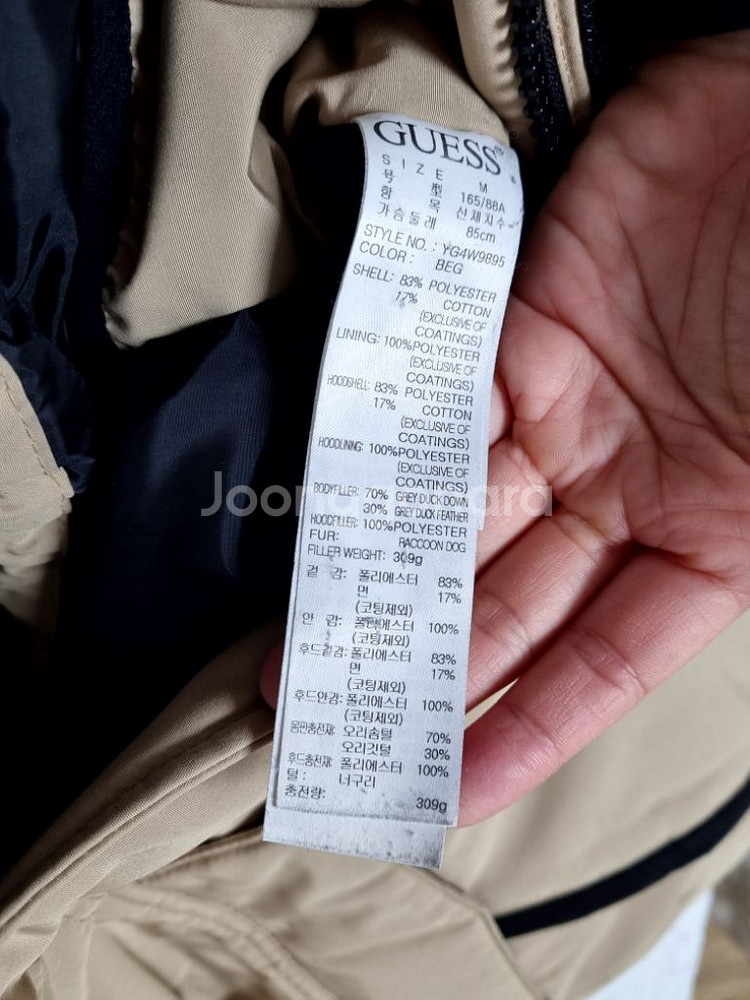 GUESS®
SIZE M
号 型 165/88A
항 목 신체치수
가슴둘레 85cm
STYLE NO. : YG4W9895
COLOR : BEG
SHELL: 83% POLYESTER
17% COTTON
(EXCLUSIVE OF
COATINGS)
LINING: 100%POLYESTER
(EXCLUSIVE OF
COATINGS)
HOODSHELL: 83% POLYESTER
17% COTTON
(EXCLUSIVE OF
COATINGS)
HOODLINING: 100%POLYESTER
(EXCLUSIVE OF
COATINGS)
BODYFILLER: 70% GREY DUCK DOWN
30% GREY DUCK FEATHER
HOODFILLER: 100%POLYESTER
FUR: RACCOON DOG
FILLER WEIGHT: 309g
겉 감: 폴리에스터 83%
면 17%
(코팅제외)
안 감: 폴리에스터 100%
(코팅제외)
후드겉감: 폴리에스터 83%
면 17%
(코팅제외)
후드안감: 폴리에스터 100%
(코팅제외)
몸판충전재: 오리솜털 70%
오리깃털 30%
후드충전재: 폴리에스터 100%
털 : 너구리
충전량: 309g